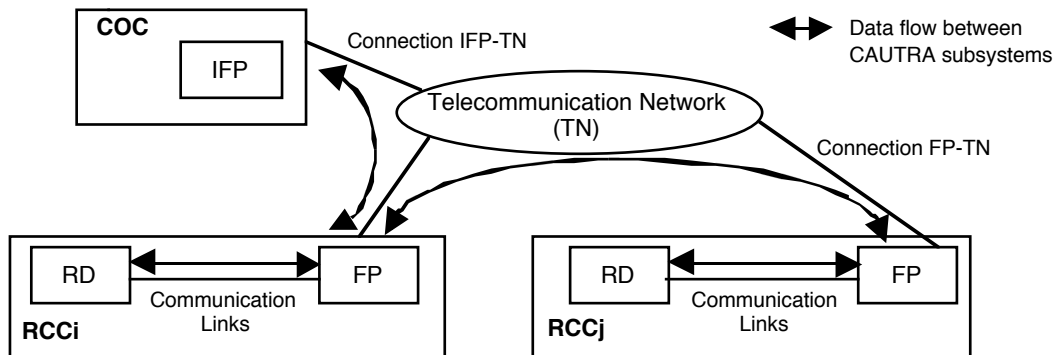 COC
IFP
Connection IFP-TN
Data flow between
CAUTRA subsystems
Telecommunication Network
(TN)
Connection FP-TN
RD
FP
Communication
Links
RCCi
RD
FP
Communication
Links
RCCj